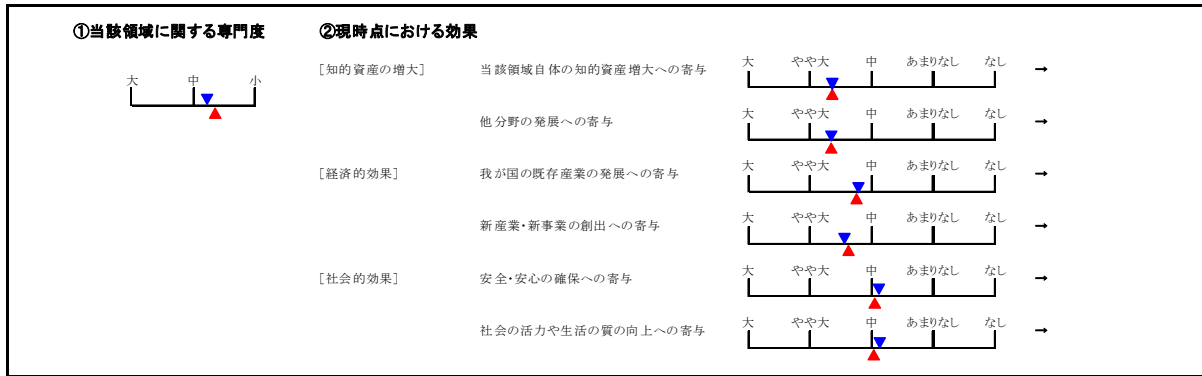 ①当該領域に関する専門度 ②現時点における効果
大 中 小
[知的資産の増大] 当該領域自体の知的資産増大への寄与 大 やや大 中 あまりなし なし →
他分野の発展への寄与 大 やや大 中 あまりなし なし →
[経済的効果] 我が国の既存産業の発展への寄与 大 やや大 中 あまりなし なし →
新産業・新事業の創出への寄与 大 やや大 中 あまりなし なし →
[社会的効果] 安全・安心の確保への寄与 大 やや大 中 あまりなし なし →
社会の活力や生活の質の向上への寄与 大 やや大 中 あまりなし なし →